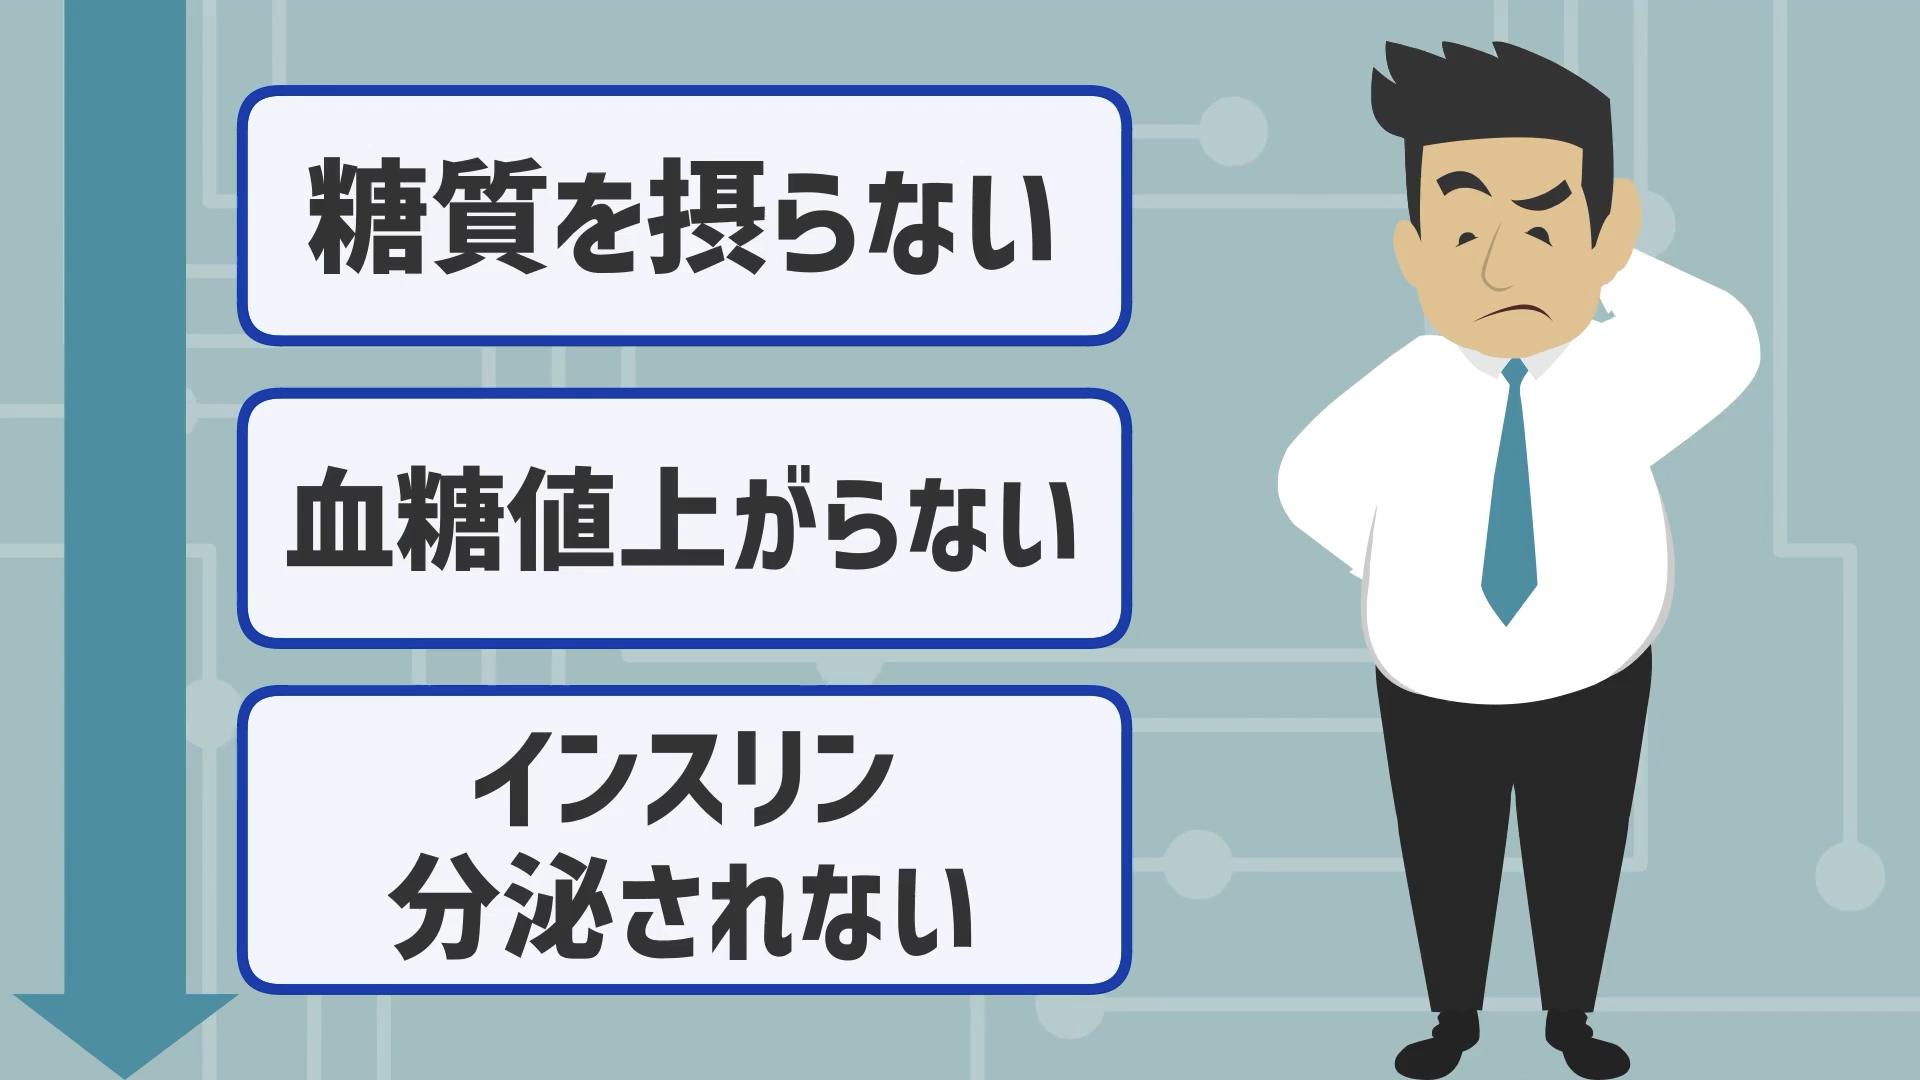 糖質を摂らない
血糖値上がらない
インスリン
分泌されない